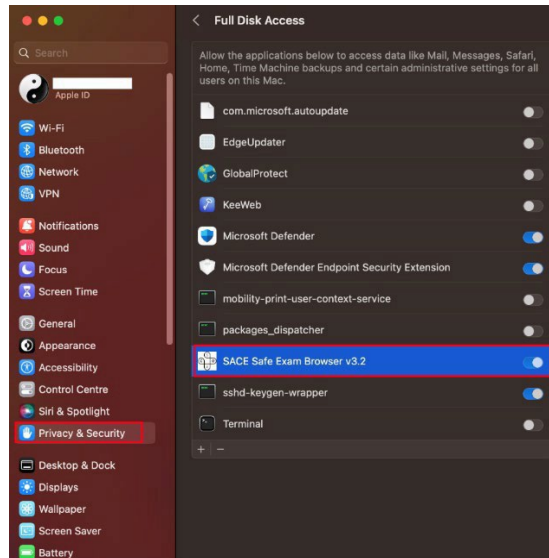 Full Disk Access
Search
Allow the applications below to access data like Mail, Messages, Safari,
Home, Time Machine backups and certain administrative settings for all
users on this Mac.
Apple ID
com.microsoft.autoupdate
Wi-Fi
EdgeUpdater
Bluetooth
Network
GlobalProtect
VPN
KeeWeb
Notifications
Microsoft Defender
Sound
Focus
Microsoft Defender Endpoint Security Extension
Screen Time
mobility-print-user-context-service
General
packages_dispatcher
Appearance
Accessibility
SACE Safe Exam Browser v3.2
Control Centre
sshd-keygen-wrapper
Siri & Spotlight
Terminal
Privacy & Security
Desktop & Dock
Displays
Wallpaper
Screen Saver
Battery